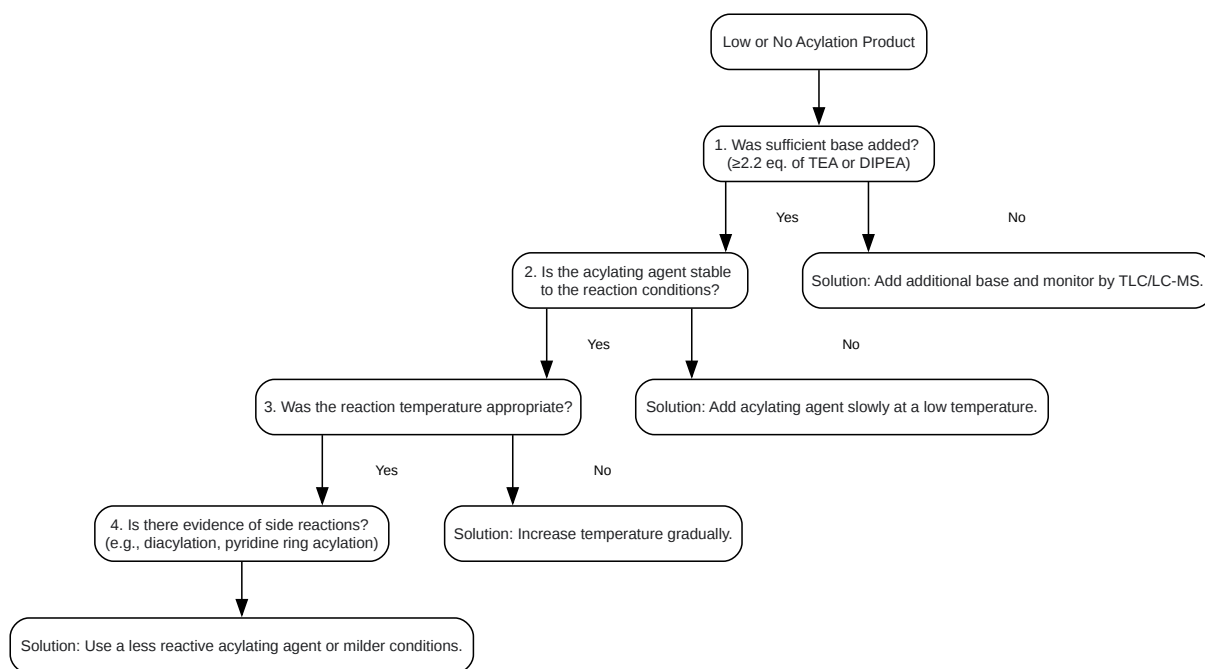 Low or No Acylation Product
1. Was sufficient base added?
(≥2.2 eq. of TEA or DIPEA)
Yes
No
2. Is the acylating agent stable
to the reaction conditions?
Solution: Add additional base and monitor by TLC/LC-MS.
Yes
No
3. Was the reaction temperature appropriate?
Solution: Add acylating agent slowly at a low temperature.
Yes
No
4. Is there evidence of side reactions?
(e.g., diacylation, pyridine ring acylation)
Solution: Increase temperature gradually.
Solution: Use a less reactive acylating agent or milder conditions.